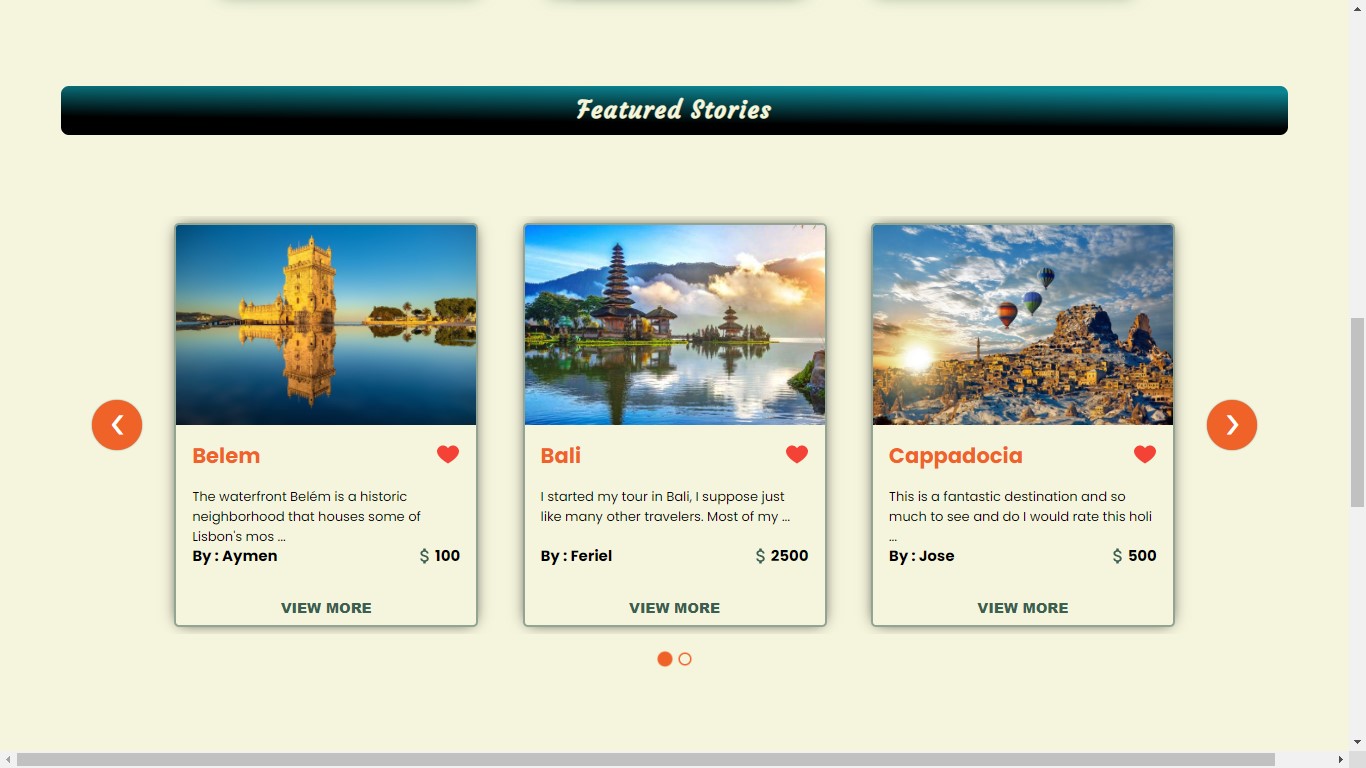 Featured Stories
Belem
The waterfront Belém is a historic
neighborhood that houses some of
Lisbon's mos ...
By : Aymen
$ 100
VIEW MORE
Bali
I started my tour in Bali, I suppose just
like many other travelers. Most of my ...
By : Feriel
$ 2500
VIEW MORE
Cappadocia
This is a fantastic destination and so
much to see and do I would rate this holi
...
By : Jose
$ 500
VIEW MORE